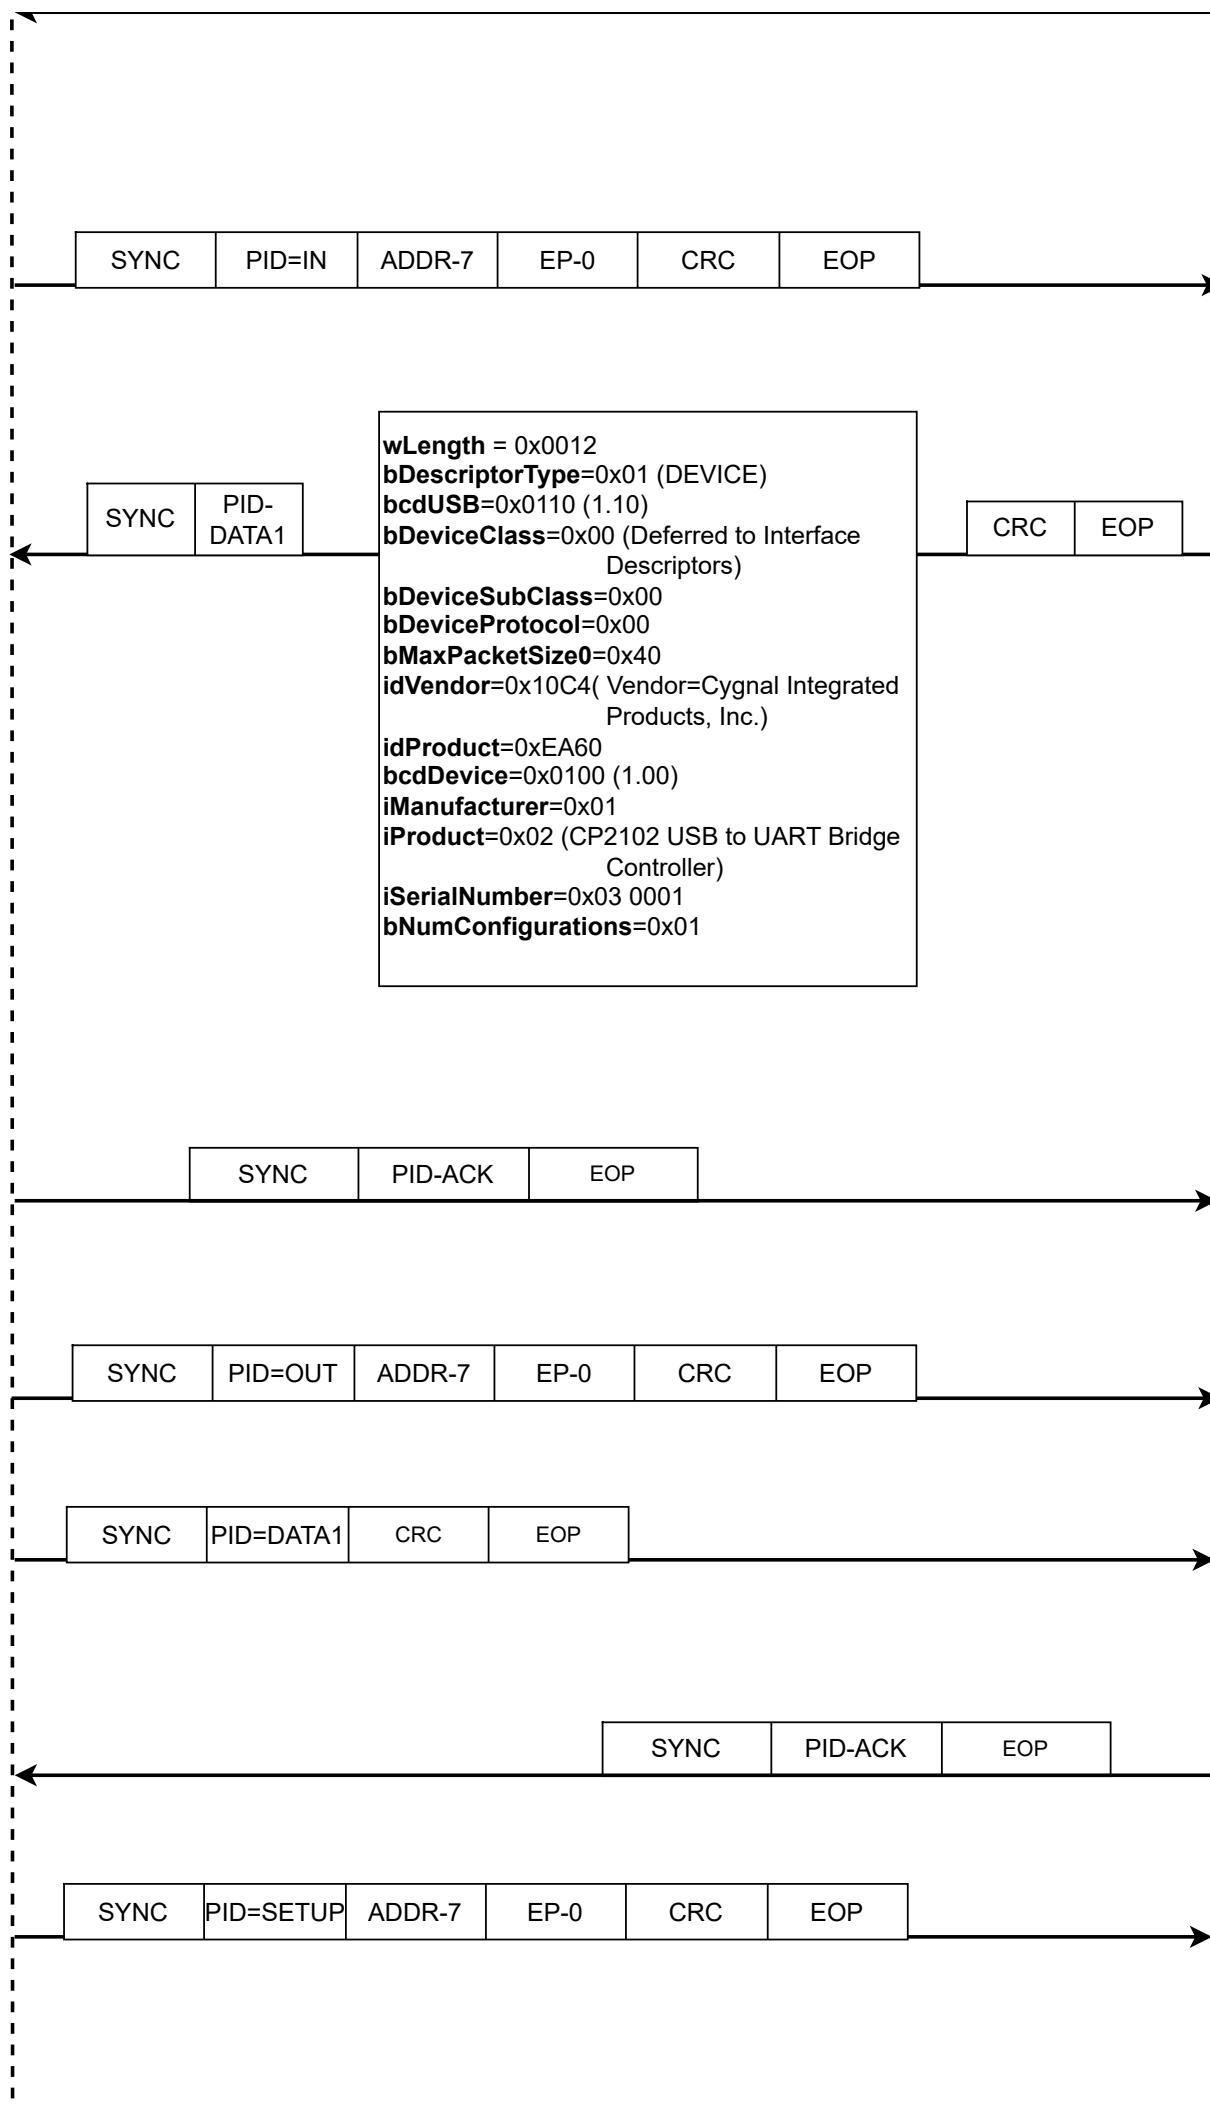 SYNC PID=IN ADDR-7 EP-0 CRC EOP
SYNC PID-
DATA1
wLength = 0x0012
bDescriptorType=0x01 (DEVICE)
bcdUSB=0x0110 (1.10)
bDeviceClass=0x00 (Deferred to Interface
Descriptors)
bDeviceSubClass=0x00
bDeviceProtocol=0x00
bMaxPacketSize0=0x40
idVendor=0x10C4( Vendor=Cygnal Integrated
Products, Inc.)
idProduct=0xEA60
bcdDevice=0x0100 (1.00)
iManufacturer=0x01
iProduct=0x02 (CP2102 USB to UART Bridge
Controller)
iSerialNumber=0x03 0001
bNumConfigurations=0x01
CRC EOP
SYNC PID-ACK EOP
SYNC PID=OUT ADDR-7 EP-0 CRC EOP
SYNC PID=DATA1 CRC EOP
SYNC PID-ACK EOP
SYNC PID=SETUP ADDR-7 EP-0 CRC EOP